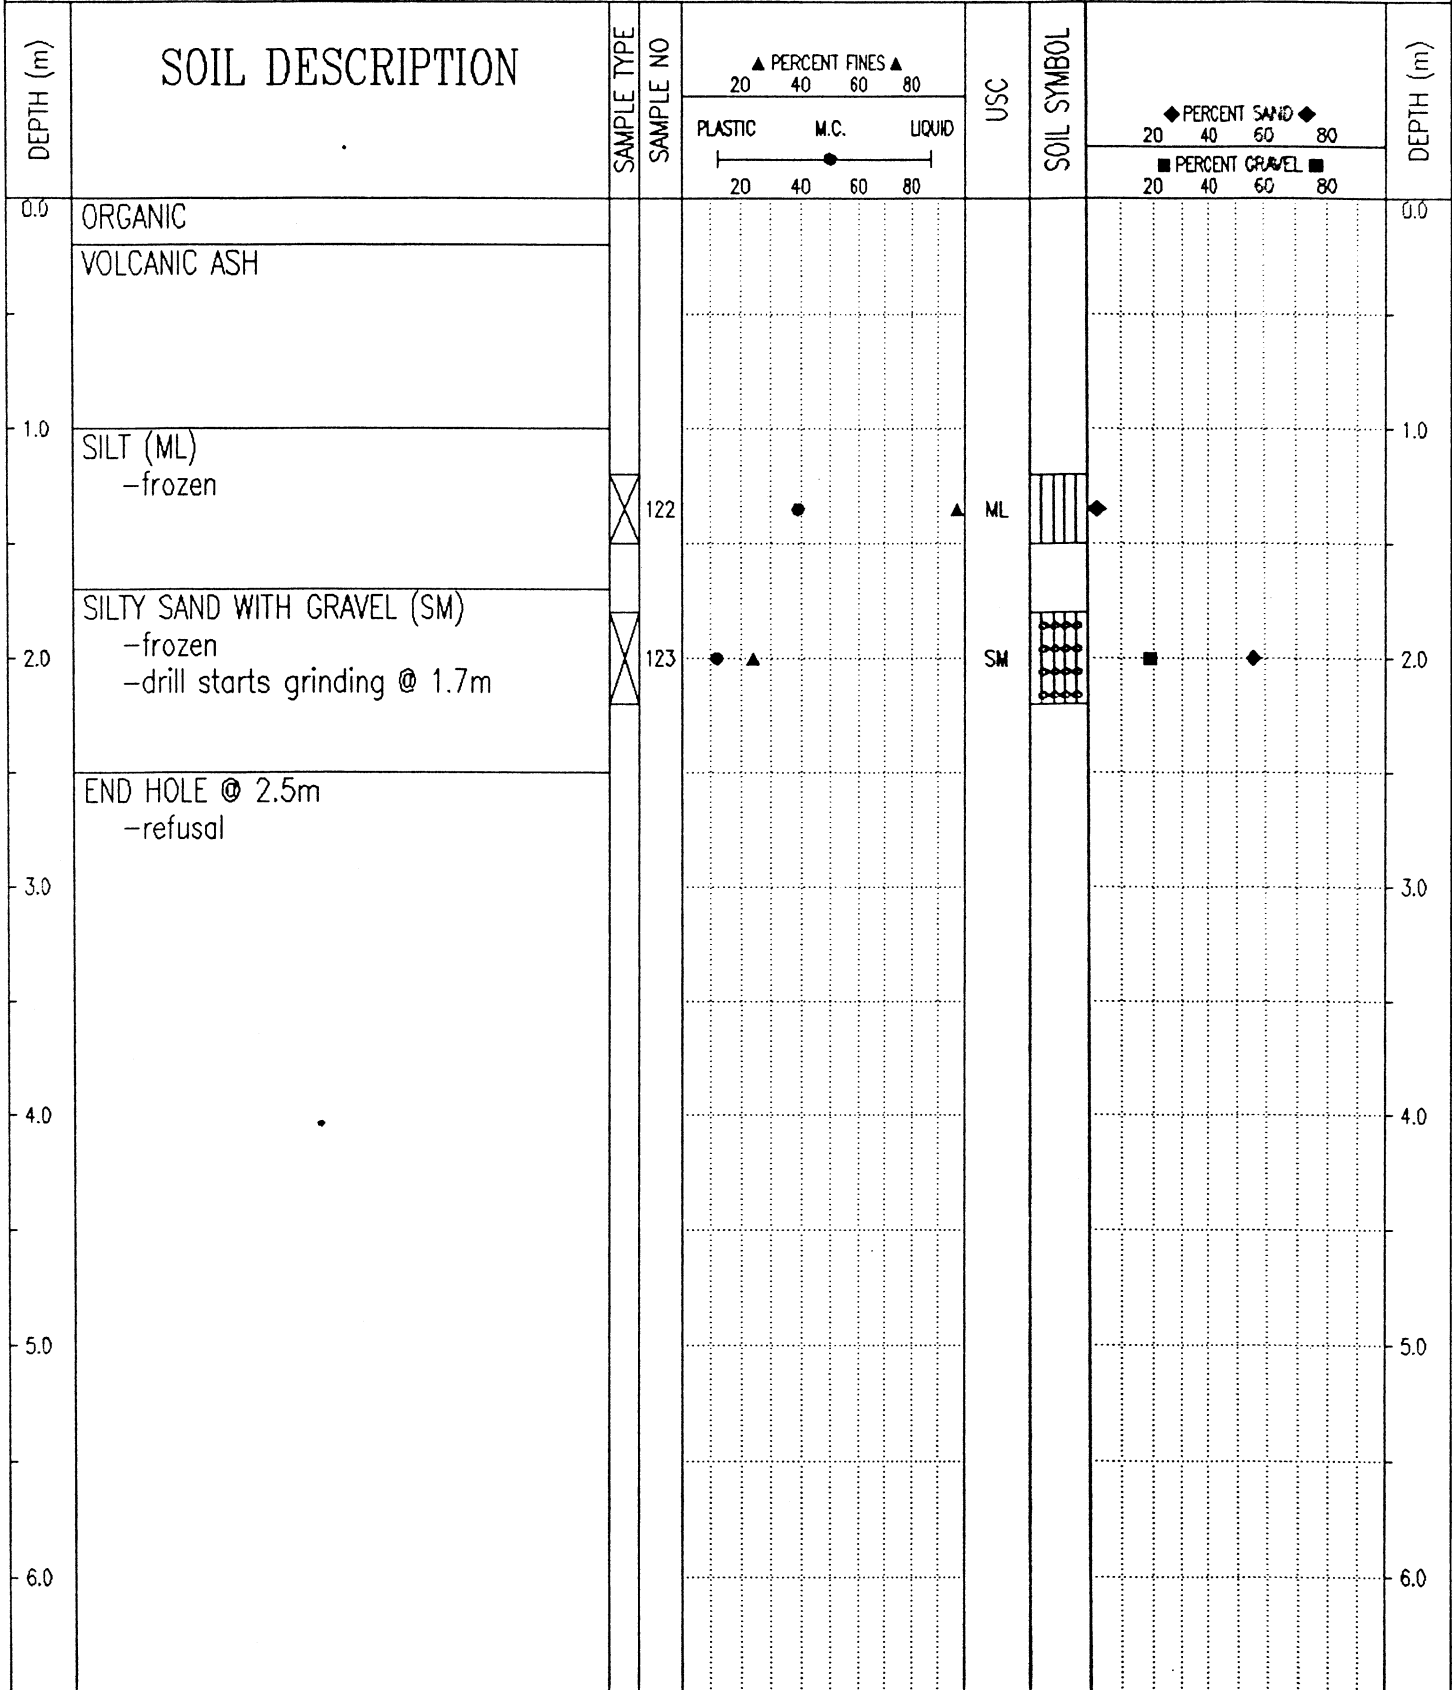 DEPTH (m)
SOIL DESCRIPTION
SAMPLE TYPE
SAMPLE NO
▲ PERCENT FINES ▲
20 40 60 80
PLASTIC M.C. LIQUID
20 40 60 80
USC
SOIL SYMBOL
◆ PERCENT SAND ◆
20 40 60 80
■ PERCENT GRAVEL ■
20 40 60 80
DEPTH (m)
0.0 ORGANIC 0.0
VOLCANIC ASH
1.0 1.0
SILT (ML)
-frozen
122 ML
SILTY SAND WITH GRAVEL (SM)
-frozen
2.0 123 SM 2.0
-drill starts grinding @ 1.7m
END HOLE @ 2.5m
-refusal
3.0 3.0
4.0 4.0
5.0 5.0
6.0 6.0